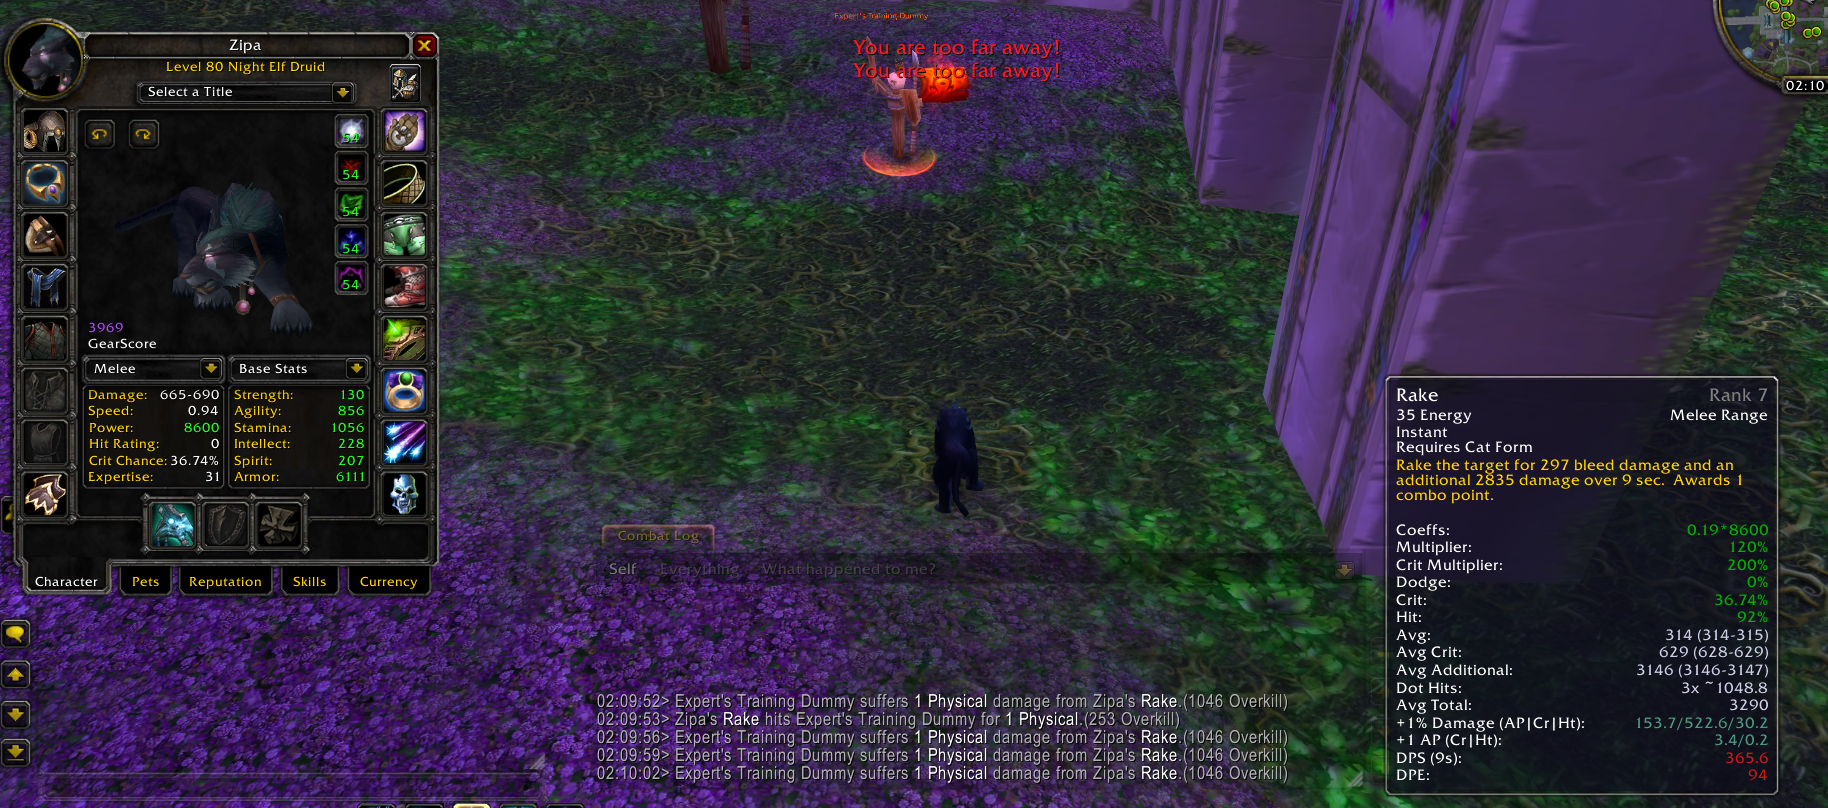 Zipa
Level 80 Night Elf Druid
Select a Title
54
54
54
54
54
3969
GearScore
Melee
Base Stats
Damage: 665-690
Speed: 0.94
Power: 8600
Hit Rating: 0
Crit Chance: 36.74%
Expertise: 31
Strength: 130
Agility: 856
Stamina: 1056
Intellect: 228
Spirit: 207
Armor: 6111
Character
Pets
Reputation
Skills
Currency
Expert's Training Dummy
You are too far away!
You are too far away!
02:10
Combat Log
Self Everything What happened to me?
02:09:52> Expert's Training Dummy suffers 1 Physical damage from Zipa's Rake.(1046 Overkill)
02:09:53> Zipa's Rake hits Expert's Training Dummy for 1 Physical.(253 Overkill)
02:09:56> Expert's Training Dummy suffers 1 Physical damage from Zipa's Rake.(1046 Overkill)
02:09:59> Expert's Training Dummy suffers 1 Physical damage from Zipa's Rake.(1046 Overkill)
02:10:02> Expert's Training Dummy suffers 1 Physical damage from Zipa's Rake.(1046 Overkill)
Rake Rank 7
35 Energy Melee Range
Instant
Requires Cat Form
Rake the target for 297 bleed damage and an
additional 2835 damage over 9 sec. Awards 1
combo point.
Coeffs: 0.19*8600
Multiplier: 120%
Crit Multiplier: 200%
Dodge: 0%
Crit: 36.74%
Hit: 92%
Avg: 314 (314-315)
Avg Crit: 629 (628-629)
Avg Additional: 3146 (3146-3147)
Dot Hits: 3x ~1048.8
Avg Total: 3290
+1% Damage (AP|Cr|Ht): 153.7/522.6/30.2
+1 AP (Cr|Ht): 3.4/0.2
DPS (9s): 365.6
DPE: 94